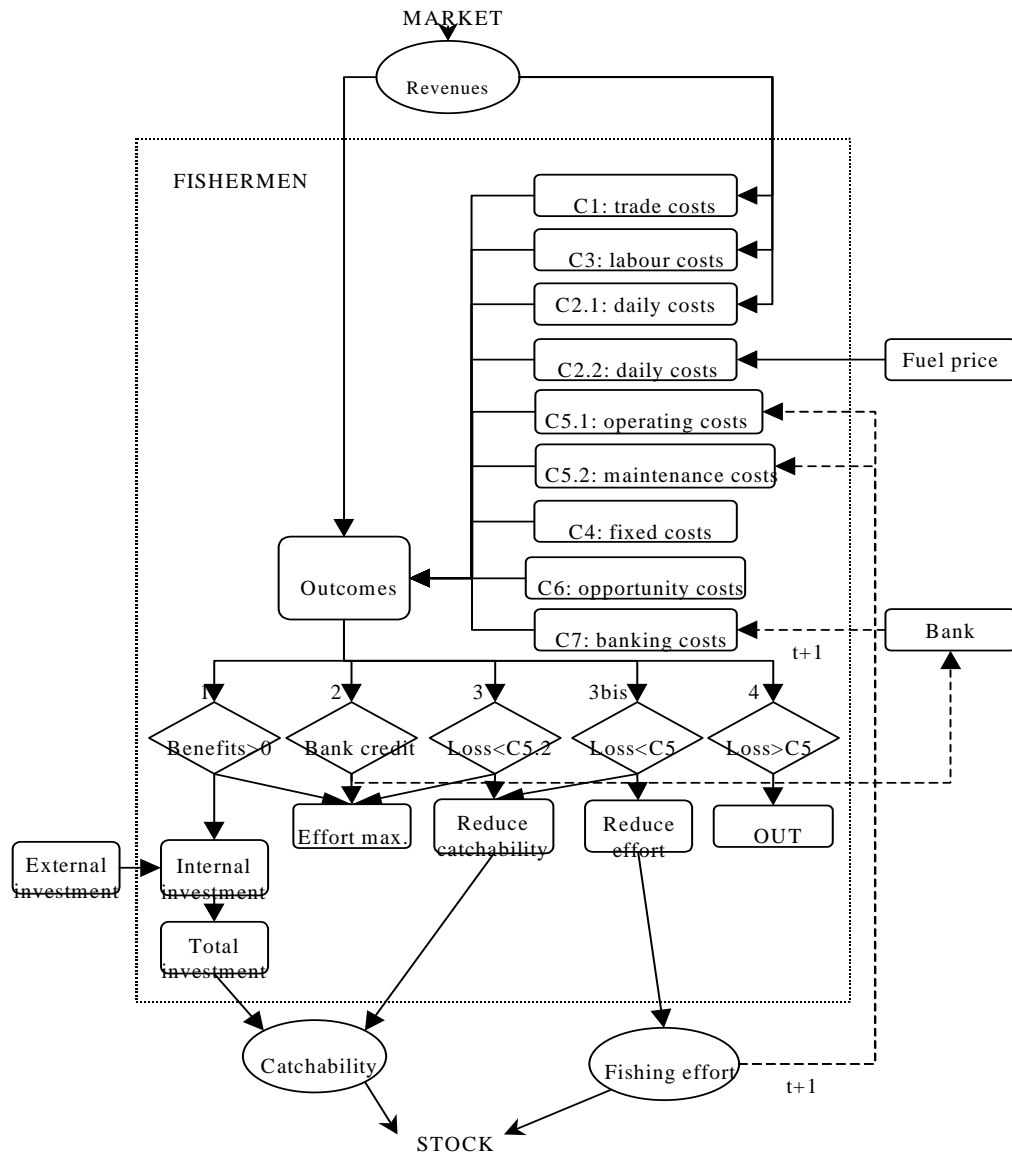 MARKET
Revenues
FISHERMEN
C1: trade costs
C3: labour costs
C2.1: daily costs
C2.2: daily costs
Fuel price
C5.1: operating costs
C5.2: maintenance costs
C4: fixed costs
Outcomes
C6: opportunity costs
C7: banking costs
Bank
t+1
1
2
3
3bis
4
Benefits>0
Bank credit
Loss<C5.2
Loss<C5
Loss>C5
Effort max.
Reduce
catchability
Reduce
effort
OUT
External
investment
Internal
investment
Total
investment
Catchability
Fishing effort
t+1
STOCK